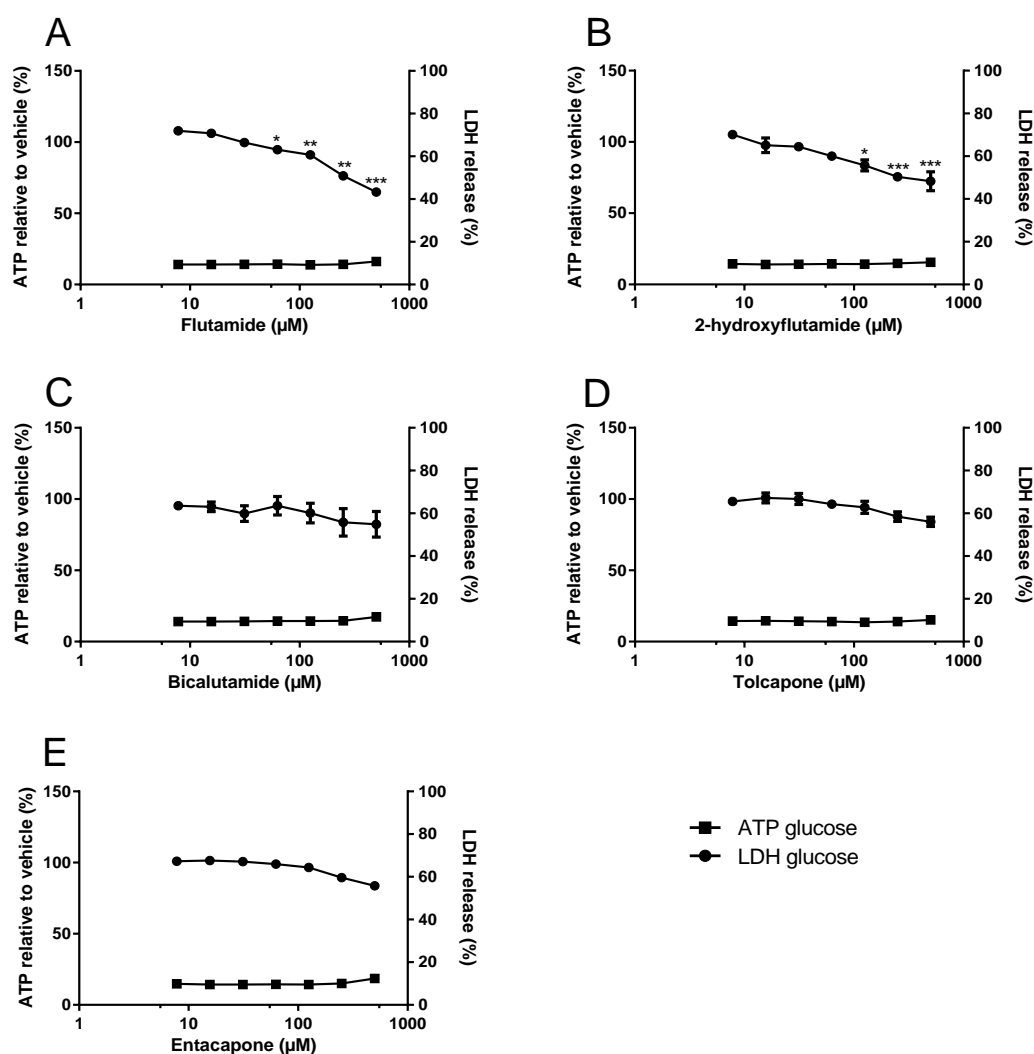 A
ATP relative to vehicle (%)
150
100
50
0
* ** ** ***
100
80
60
40
20
0
LDH release (%)
1 10 100 1000
Flutamide (µM)
B
ATP relative to vehicle (%)
150
100
50
0
* *** ***
100
80
60
40
20
0
LDH release (%)
1 10 100 1000
2-hydroxyflutamide (µM)
C
ATP relative to vehicle (%)
150
100
50
0
100
80
60
40
20
0
LDH release (%)
1 10 100 1000
Bicalutamide (µM)
D
ATP relative to vehicle (%)
150
100
50
0
100
80
60
40
20
0
LDH release (%)
1 10 100 1000
Tolcapone (µM)
E
ATP relative to vehicle (%)
150
100
50
0
100
80
60
40
20
0
LDH release (%)
1 10 100 1000
Entacapone (µM)
ATP glucose
LDH glucose